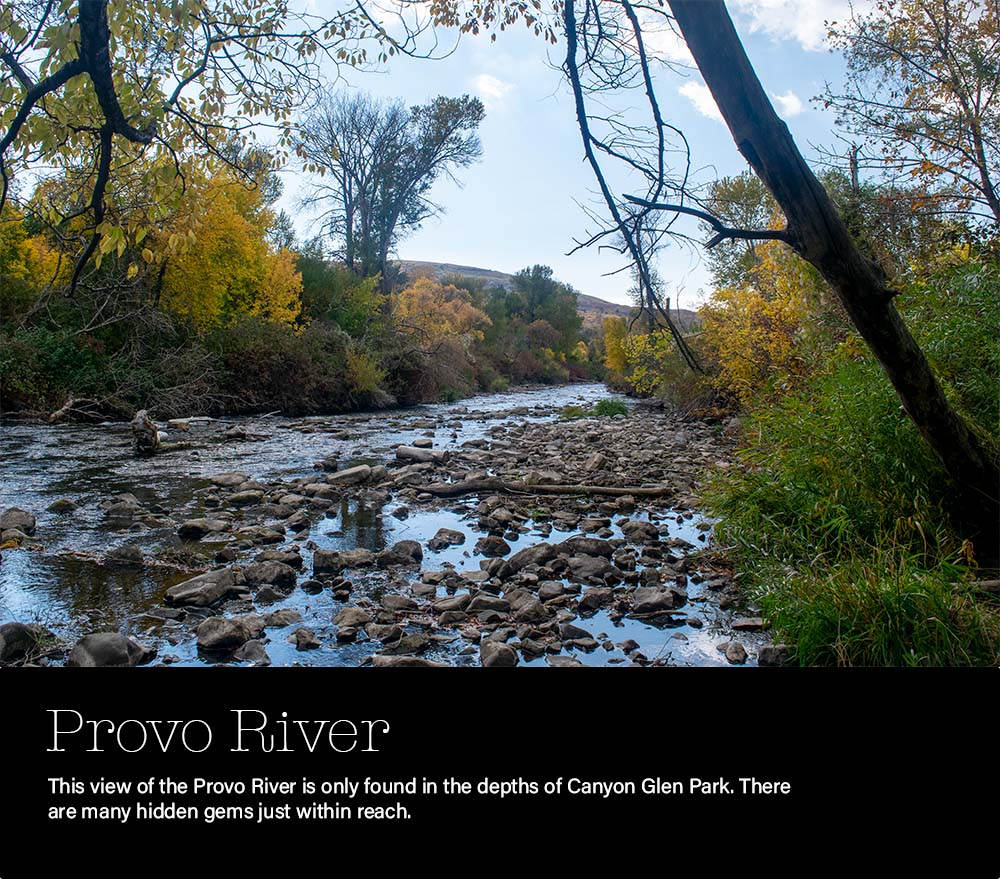 Provo River
This view of the Provo River is only found in the depths of Canyon Glen Park. There
are many hidden gems just within reach.